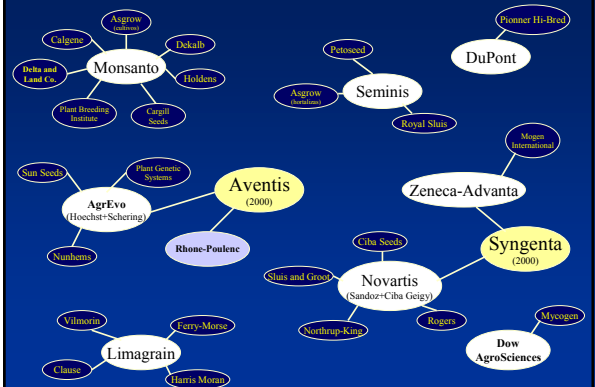 Asgrow
(cultivos)
Calgene
Dekalb
Delta and
Land Co.
Monsanto
Holdens
Plant Breeding
Institute
Cargill
Seeds
Petoseed
Asgrow
(hortalizas)
Seminis
Royal Sluis
Pionner Hi-Bred
DuPont
Sun Seeds
Plant Genetic
Systems
AgrEvo
(Hoechst+Schering)
Nunhems
Aventis
(2000)
Rhone-Poulenc
Mogen
International
Zeneca-Advanta
Syngenta
(2000)
Ciba Seeds
Sluis and Groot
Novartis
(Sandoz+Ciba Geigy)
Northrup-King
Rogers
Vilmorin
Ferry-Morse
Limagrain
Clause
Harris Moran
Mycogen
Dow
AgroSciences